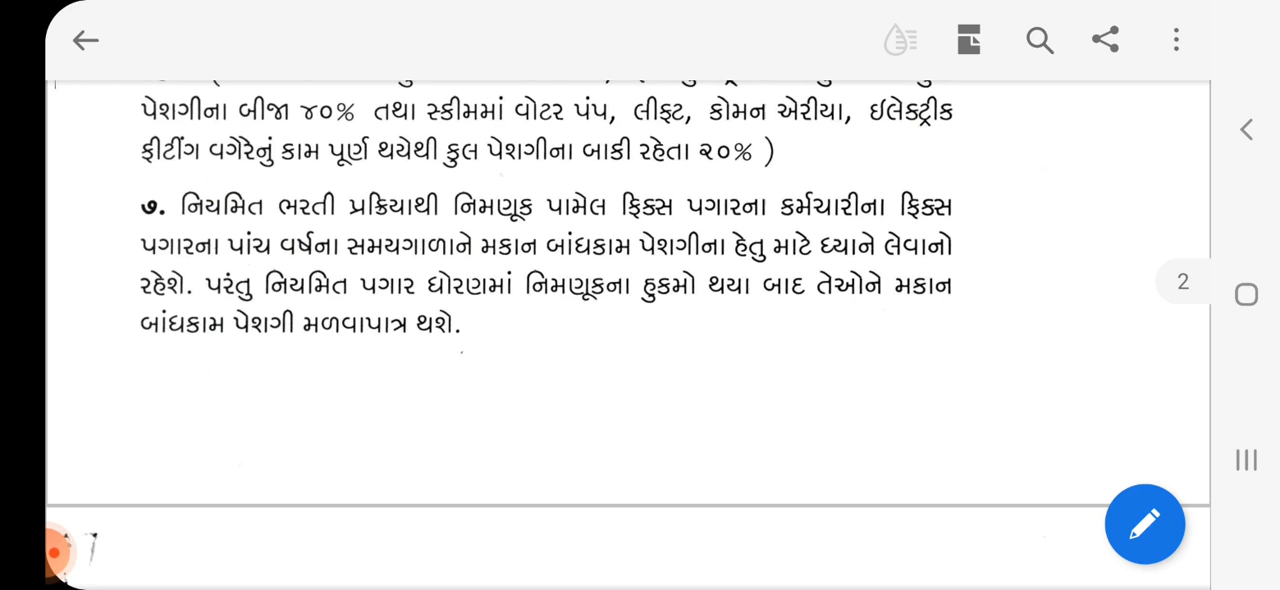 પેશગીના બીજા ૪૦% તથા સ્કીમમાં વોટર પંપ, લીફ્ટ, કોમન એરીયા, ઈલેક્ટ્રીક
ફીટીંગ વગેરેનું કામ પૂર્ણ થયેથી કુલ પેશગીના બાકી રહેતા ૨૦% )
૭. નિયમિત ભરતી પ્રક્રિયાથી નિમણૂક પામેલ ફિક્સ પગારના કર્મચારીના ફિક્સ
પગારના પાંચ વર્ષના સમયગાળાને મકાન બાંધકામ પેશગીના હેતુ માટે ધ્યાને લેવાનો
રહેશે. પરંતુ નિયમિત પગાર ધોરણમાં નિમણૂકના હુકમો થયા બાદ તેઓને મકાન
બાંધકામ પેશગી મળવાપાત્ર થશે.
2